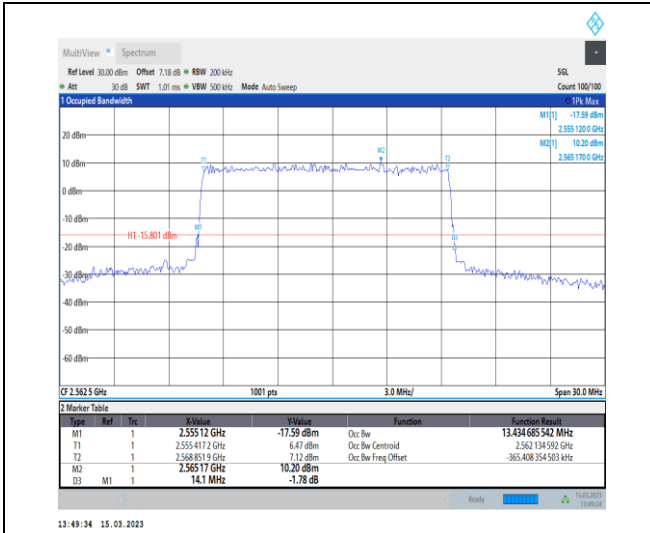 MultiView Spectrum
Ref Level 30.00 dBm Offset 7.18 dB RBW 200 kHz SGL
Att 30 dB SWT 1.01 ms VBW 500 kHz Mode Auto Sweep Count 100/100
1 Occupied Bandwidth 1Pk Max
M1[1] -17.59 dBm
2.555 120 0 GHz
M2[1] 10.20 dBm
2.565 170 0 GHz
20 dBm
10 dBm
0 dBm
-10 dBm
-30 dBm
-40 dBm
-50 dBm
-60 dBm
T1
M2
T2
M1
H1 -15.801 dBm
D3
CF 2.562 5 GHz 1001 pts 3.0 MHz/ Span 30.0 MHz
2 Marker Table
Type Ref Trc X-Value Y-Value Function Function Result
M1 1 2.555 12 GHz -17.59 dBm Occ Bw 13.434 685 542 MHz
T1 1 2.555 417 2 GHz 6.47 dBm Occ Bw Centroid 2.562 134 592 GHz
T2 1 2.568 851 9 GHz 7.12 dBm Occ Bw Freq Offset -365.408 354 503 kHz
M2 1 2.565 17 GHz 10.20 dBm
D3 M1 1 14.1 MHz -1.78 dB
Ready 15.03.2023
13:49:34
13:49:34 15.03.2023